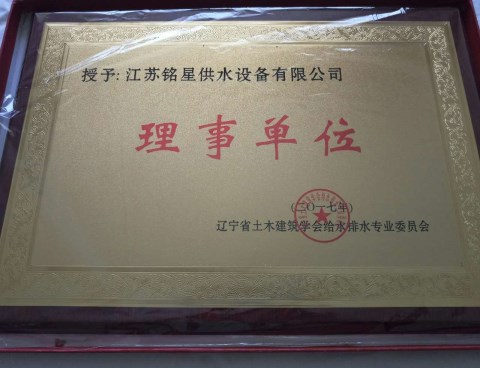 授予:江苏铭星供水设备有限公司
理事单位
(二〇一七年)
辽宁省土木建筑学会给水排水专业委员会